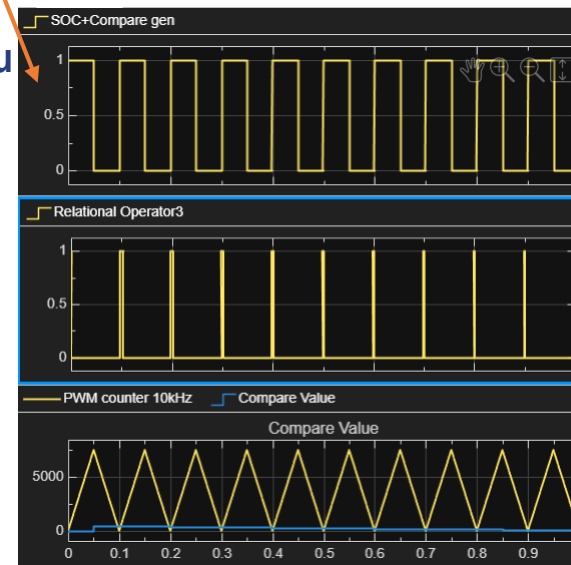 SOC+Compare gen
u
1
0.5
0
Relational Operator3
1
0.5
0
PWM counter 10kHz Compare Value
Compare Value
5000
0
0 0.1 0.2 0.3 0.4 0.5 0.6 0.7 0.8 0.9